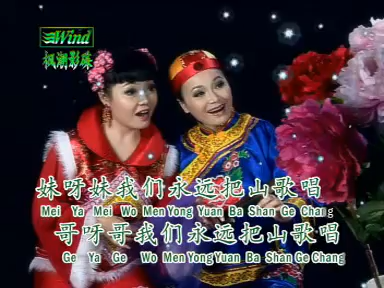 Wind
枫湖影珠
妹呀妹我们永远把山歌唱
Mei Ya Mei Wo Men Yong Yuan Ba Shan Ge Chang
哥呀哥我们永远把山歌唱
Ge Ya Ge Wo Men Yong Yuan Ba Shan Ge Chang